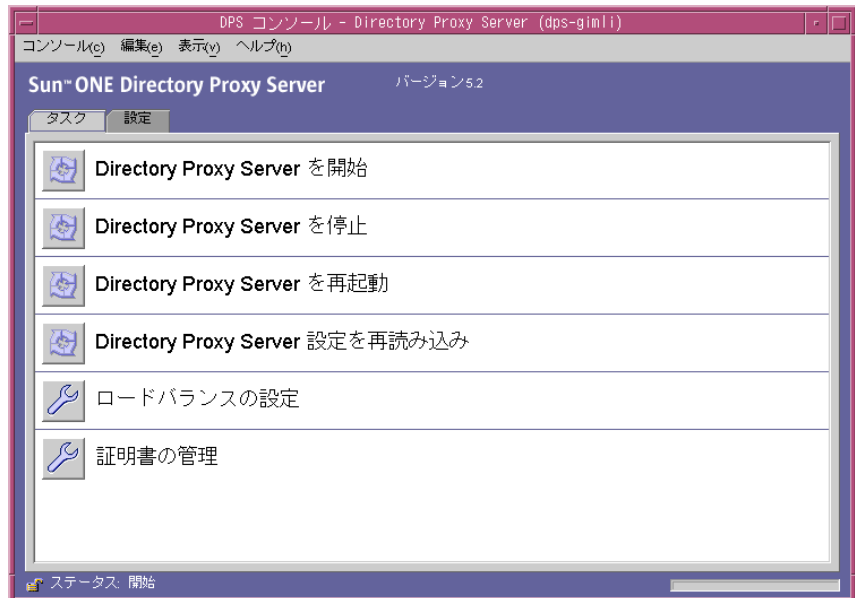 DPS コンソール - Directory Proxy Server (dps-gimli)
コンソール(c) 編集(e) 表示(v) ヘルプ(h)
Sun™ ONE Directory Proxy Server バージョン5.2
タスク 設定
Directory Proxy Server を開始
Directory Proxy Server を停止
Directory Proxy Server を再起動
Directory Proxy Server 設定を再読み込み
ロードバランスの設定
証明書の管理
ステータス: 開始